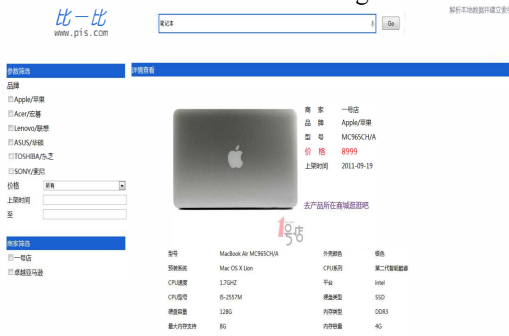 解析本地数据并建立索引
比一比
www.pis.com
笔记本
Go
参数筛选
品牌
Apple/苹果
Acer/宏碁
Lenovo/联想
ASUS/华硕
TOSHIBA/东芝
SONY/索尼
价格 所有
上架时间
至
商家筛选
一号店
卓越亚马逊
详情查看
商 家 一号店
品 牌 Apple/苹果
型 号 MC965CH/A
价 格 8999
上架时间 2011-09-19
去产品所在商城逛逛吧
1号店
型号 MacBook Air MC965CH/A 外壳颜色 银色
预装系统 Mac OS X Lion CPU系列 第二代智能酷睿
CPU速度 1.7GHZ 平台 intel
CPU型号 I5-2557M 硬盘类型 SSD
硬盘容量 128G 内存类型 DDR3
最大内存支持 8G 内存容量 4G